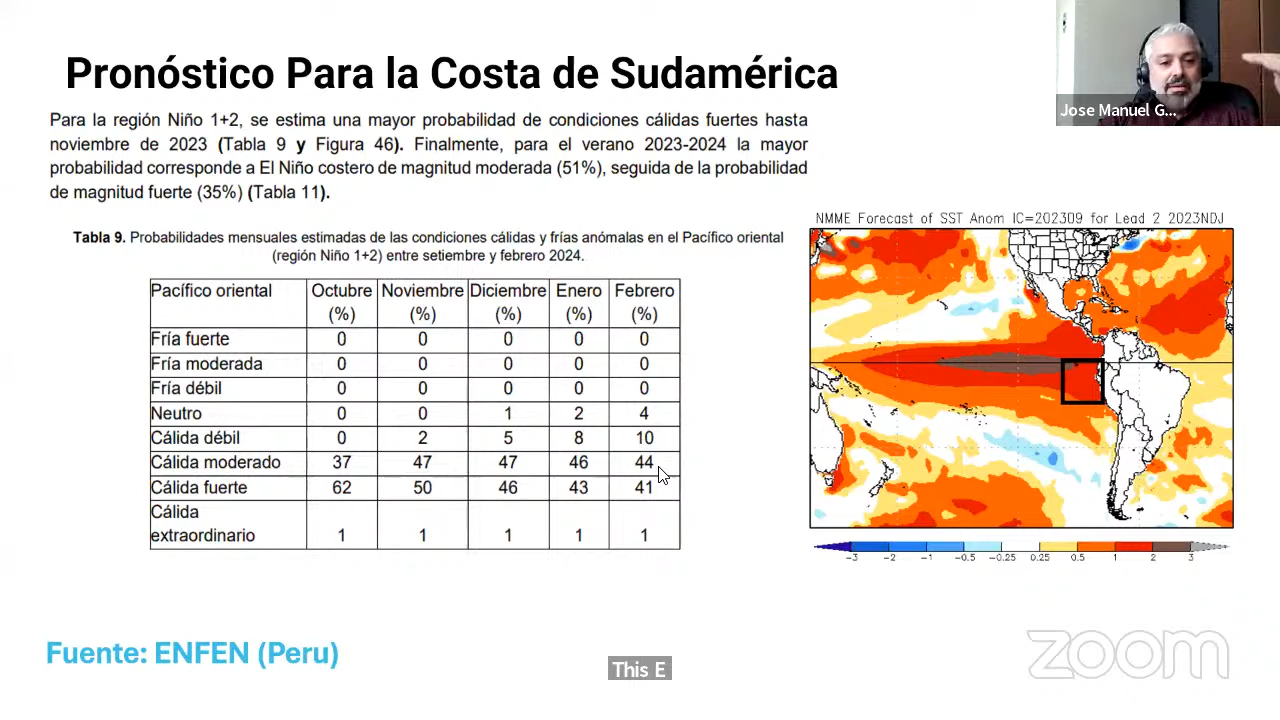 Pronóstico Para la Costa de Sudamérica
Jose Manuel G...
Para la región Niño 1+2, se estima una mayor probabilidad de condiciones cálidas fuertes hasta
noviembre de 2023 (Tabla 9 y Figura 46). Finalmente, para el verano 2023-2024 la mayor
probabilidad corresponde a El Niño costero de magnitud moderada (51%), seguida de la probabilidad
de magnitud fuerte (35%) (Tabla 11).
Tabla 9. Probabilidades mensuales estimadas de las condiciones cálidas y frías anómalas en el Pacífico oriental
(región Niño 1+2) entre setiembre y febrero 2024.
Pacífico oriental Octubre Noviembre Diciembre Enero Febrero
(%) (%) (%) (%) (%)
Fría fuerte 0 0 0 0 0
Fría moderada 0 0 0 0 0
Fría débil 0 0 0 0 0
Neutro 0 0 1 2 4
Cálida débil 0 2 5 8 10
Cálida moderado 37 47 47 46 44
Cálida fuerte 62 50 46 43 41
Cálida
extraordinario 1 1 1 1 1
NMME Forecast of SST Anom IC=202309 for Lead 2 2023NDJ
-3 -2 -1 -0.5 -0.25 0.25 0.5 1 2 3
Fuente: ENFEN (Peru)
This E
zoom